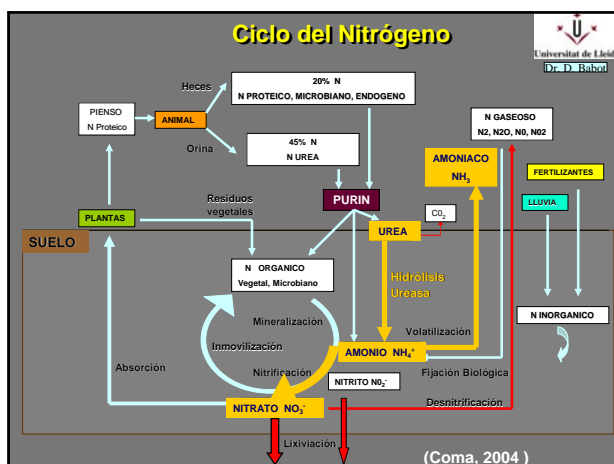 Ciclo del Nitrógeno
Universitat de Lleid
Dr. D. Babot
Heces
20% N
N PROTEICO, MICROBIANO, ENDOGENO
PIENSO
N Proteico
ANIMAL
Orina
45% N
N UREA
N GASEOSO
N2, N2O, N0, N02
AMONIACO
NH3
FERTILIZANTES
LLUVIA
PURIN
Residuos
vegetales
PLANTAS
C02
UREA
SUELO
N ORGANICO
Vegetal, Microbiano
Hidrólisis
Ureasa
N INORGANICO
Mineralización
Volatilización
Inmovilización
AMONIO NH4+
Absorción
Nitrificación
Fijación Biológica
NITRITO N02-
Desnitrificación
NITRATO NO3-
Lixiviación
(Coma, 2004 )